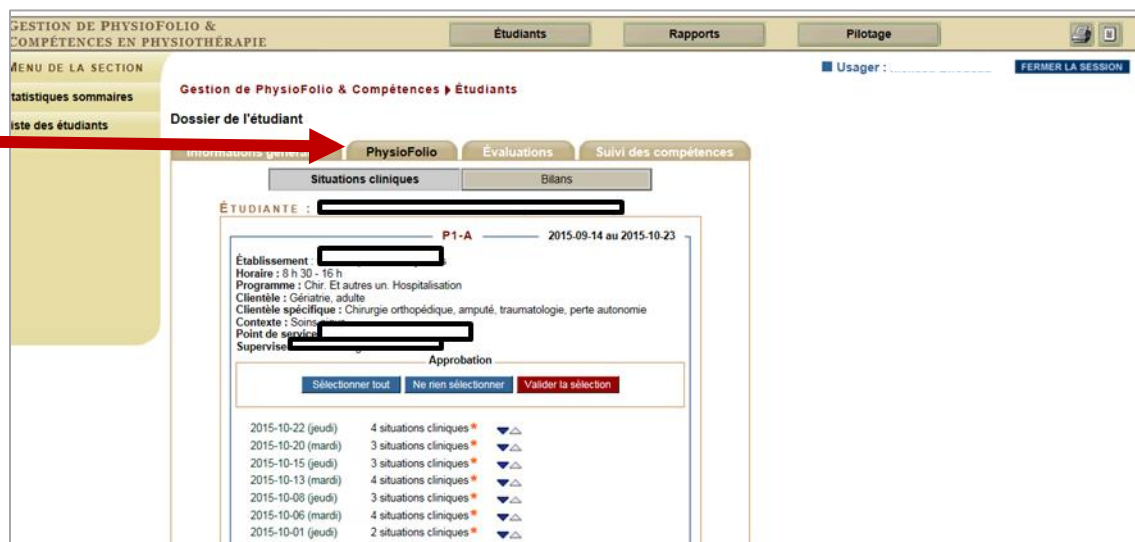 GESTION DE PHYSIOFOLIO &
COMPÉTENCES EN PHYSIOTHÉRAPIE
Étudiants
Rapports
Pilotage
MENU DE LA SECTION
tatistiques sommaires
iste des étudiants
Usager :
FERMER LA SESSION
Gestion de PhysioFolio & Compétences Étudiants
Dossier de l'étudiant
Informations
PhysioFolio
Évaluations
Suivi des compétences
Situations cliniques
Bilans
ÉTUDIANTE :
P1-A
2015-09-14 au 2015-10-23
Établissement :
Horaire : 8 h 30 - 16 h
Programme : Chir. Et autres un. Hospitalisation
Clientèle : Gériatrie, adulte
Clientèle spécifique : Chirurgie orthopédique, amputé, traumatologie, perte autonomie
Contexte : Soins
Point de service
Supervise
Approbation
Sélectionner tout
Ne rien sélectionner
Valider la sélection
2015-10-22 (jeudi) 4 situations cliniques *
2015-10-20 (mardi) 3 situations cliniques *
2015-10-15 (jeudi) 3 situations cliniques *
2015-10-13 (mardi) 4 situations cliniques *
2015-10-08 (jeudi) 3 situations cliniques *
2015-10-06 (mardi) 4 situations cliniques *
2015-10-01 (jeudi) 2 situations cliniques *